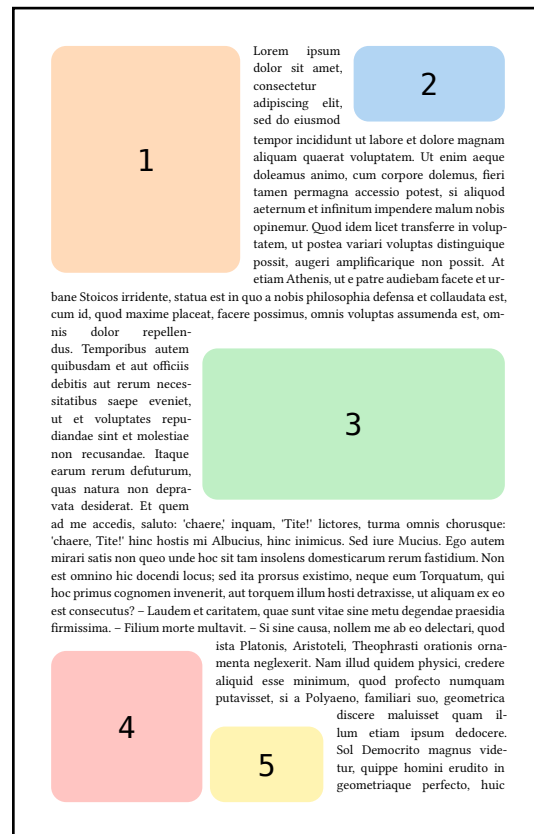 1
Lorem ipsum
dolor sit amet,
consectetur
adipiscing elit,
sed do eiusmod
2
tempor incididunt ut labore et dolore magnam
aliquam quaerat voluptatem. Ut enim aeque
doleamus animo, cum corpore dolemus, fieri
tamen permagna accessio potest, si aliquod
aeternum et infinitum impendere malum nobis
opinemur. Quod idem licet transferre in volup-
tatem, ut postea variari voluptas distinguique
possit, augeri amplificarique non possit. At
etiam Athenis, ut e patre audiebam facete et ur-
bane Stoicos irridente, statua est in quo a nobis philosophia defensa et collaudata est,
cum id, quod maxime placeat, facere possimus, omnis voluptas assumenda est, om-
nis dolor repellen-
dus. Temporibus autem
quibusdam et aut officiis
debitis aut rerum neces-
sitatibus saepe eveniet,
ut et voluptates repu-
diandae sint et molestiae
non recusandae. Itaque
earum rerum defuturum,
quas natura non depra-
vata desiderat. Et quem
3
ad me accedis, saluto: 'chaere,' inquam, 'Tite!' lictores, turma omnis chorusque:
'chaere, Tite!' hinc hostis mi Albucius, hinc inimicus. Sed iure Mucius. Ego autem
mirari satis non queo unde hoc sit tam insolens domesticarum rerum fastidium. Non
est omnino hic docendi locus; sed ita prorsus existimo, neque eum Torquatum, qui
hoc primus cognomen invenerit, aut torquem illum hosti detraxisse, ut aliquam ex eo
est consecutus? – Laudem et caritatem, quae sunt vitae sine metu degendae praesidia
firmissima. – Filium morte multavit. – Si sine causa, nollem me ab eo delectari, quod
ista Platonis, Aristoteli, Theophrasti orationis orna-
menta neglexerit. Nam illud quidem physici, credere
aliquid esse minimum, quod profecto numquam
putavisset, si a Polyaeno, familiari suo, geometrica
discere maluisset quam il-
lum etiam ipsum dedocere.
Sol Democrito magnus vide-
tur, quippe homini erudito in
geometriaque perfecto, huic
4
5